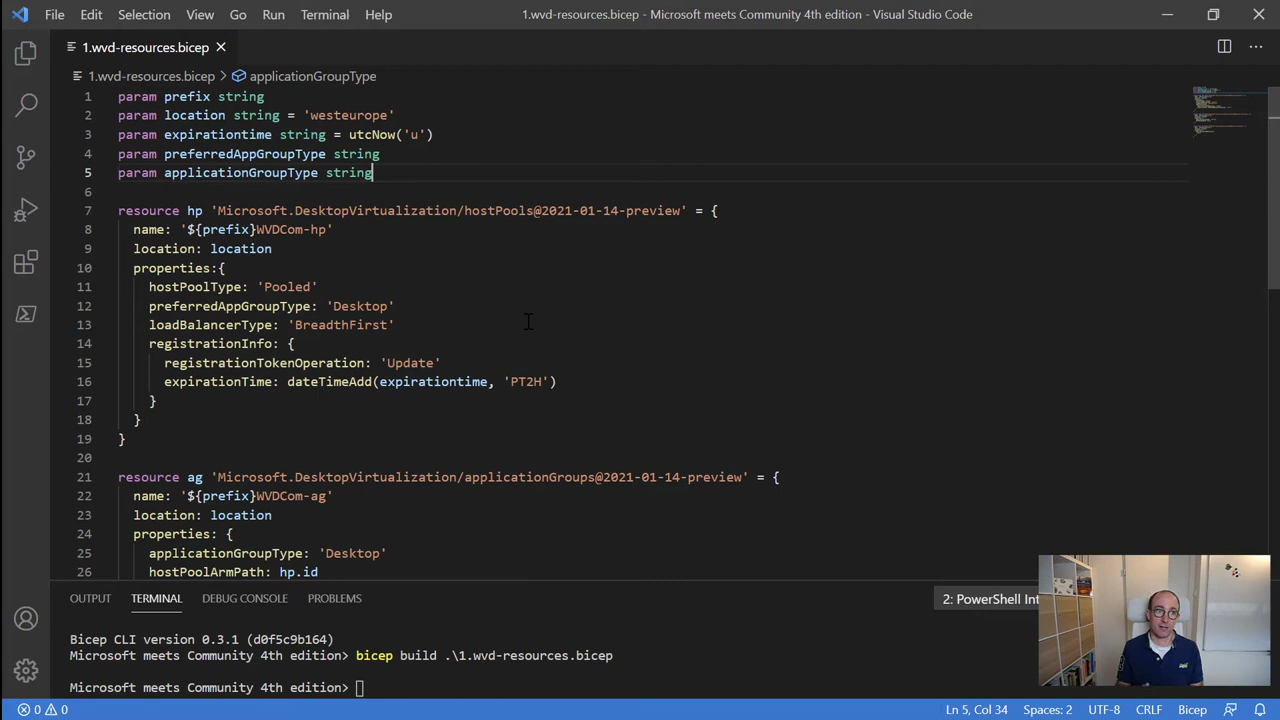 File Edit Selection View Go Run Terminal Help 1.wvd-resources.bicep - Microsoft meets Community 4th edition - Visual Studio Code
1.wvd-resources.bicep
1.wvd-resources.bicep > applicationGroupType
1 param prefix string
2 param location string = 'westeurope'
3 param expirationtime string = utcNow('u')
4 param preferredAppGroupType string
5 param applicationGroupType string
6
7 resource hp 'Microsoft.DesktopVirtualization/hostPools@2021-01-14-preview' = {
8 name: '${prefix}WVDCom-hp'
9 location: location
10 properties:{
11 hostPoolType: 'Pooled'
12 preferredAppGroupType: 'Desktop'
13 loadBalancerType: 'BreadthFirst'
14 registrationInfo: {
15 registrationTokenOperation: 'Update'
16 expirationTime: dateTimeAdd(expirationtime, 'PT2H')
17 }
18 }
19 }
20
21 resource ag 'Microsoft.DesktopVirtualization/applicationGroups@2021-01-14-preview' = {
22 name: '${prefix}WVDCom-ag'
23 location: location
24 properties: {
25 applicationGroupType: 'Desktop'
26 hostPoolArmPath: hp.id
OUTPUT TERMINAL DEBUG CONSOLE PROBLEMS 2: PowerShell Int
Bicep CLI version 0.3.1 (d0f5c9b164)
Microsoft meets Community 4th edition> bicep build .\1.wvd-resources.bicep
Microsoft meets Community 4th edition>
0 0 Ln 5, Col 34 Spaces: 2 UTF-8 CRLF Bicep